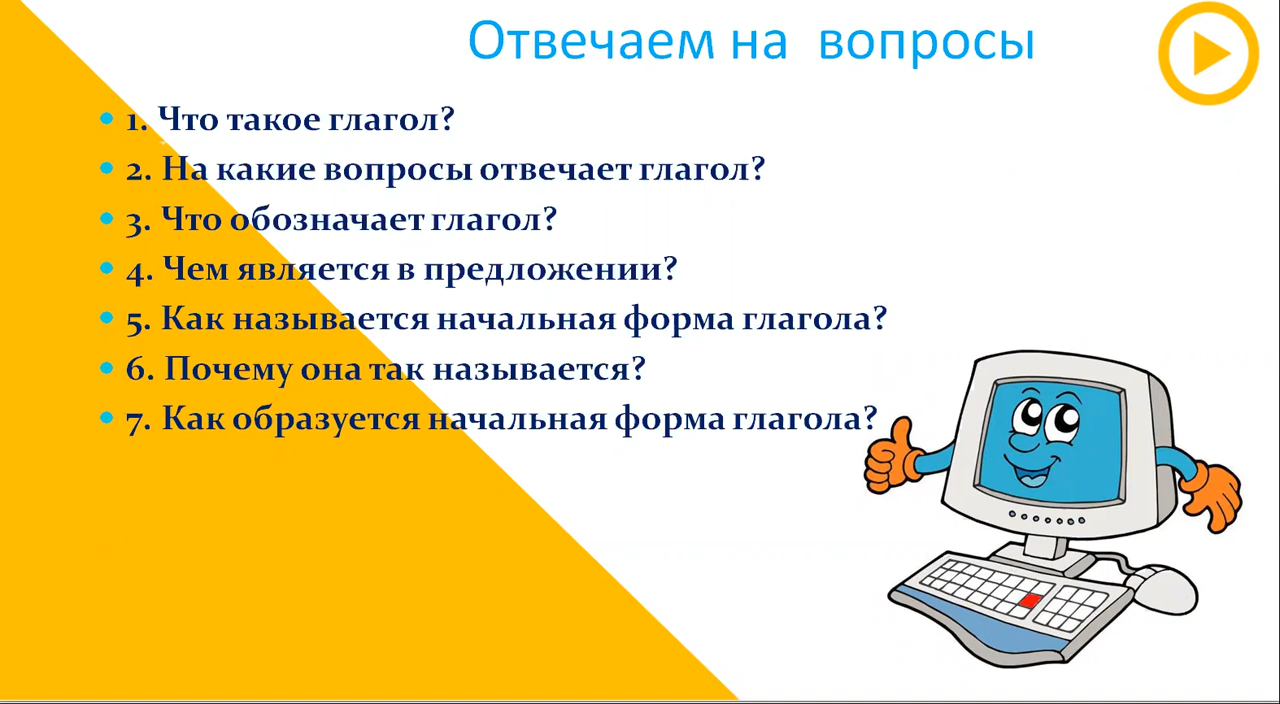 Отвечаем на вопросы
1. Что такое глагол?
2. На какие вопросы отвечает глагол?
3. Что обозначает глагол?
4. Чем является в предложении?
5. Как называется начальная форма глагола?
6. Почему она так называется?
7. Как образуется начальная форма глагола?